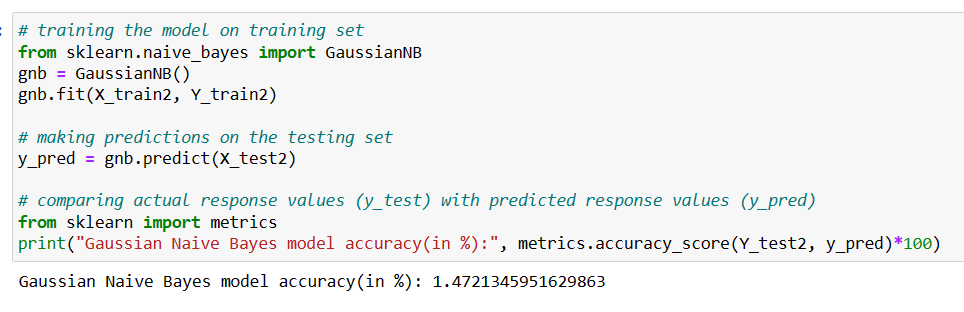 :
# training the model on training set
from sklearn.naive_bayes import GaussianNB
gnb = GaussianNB()
gnb.fit(X_train2, Y_train2)
# making predictions on the testing set
y_pred = gnb.predict(X_test2)
# comparing actual response values (y_test) with predicted response values (y_pred)
from sklearn import metrics
print("Gaussian Naive Bayes model accuracy(in %):", metrics.accuracy_score(Y_test2, y_pred)*100)
Gaussian Naive Bayes model accuracy(in %): 1.4721345951629863